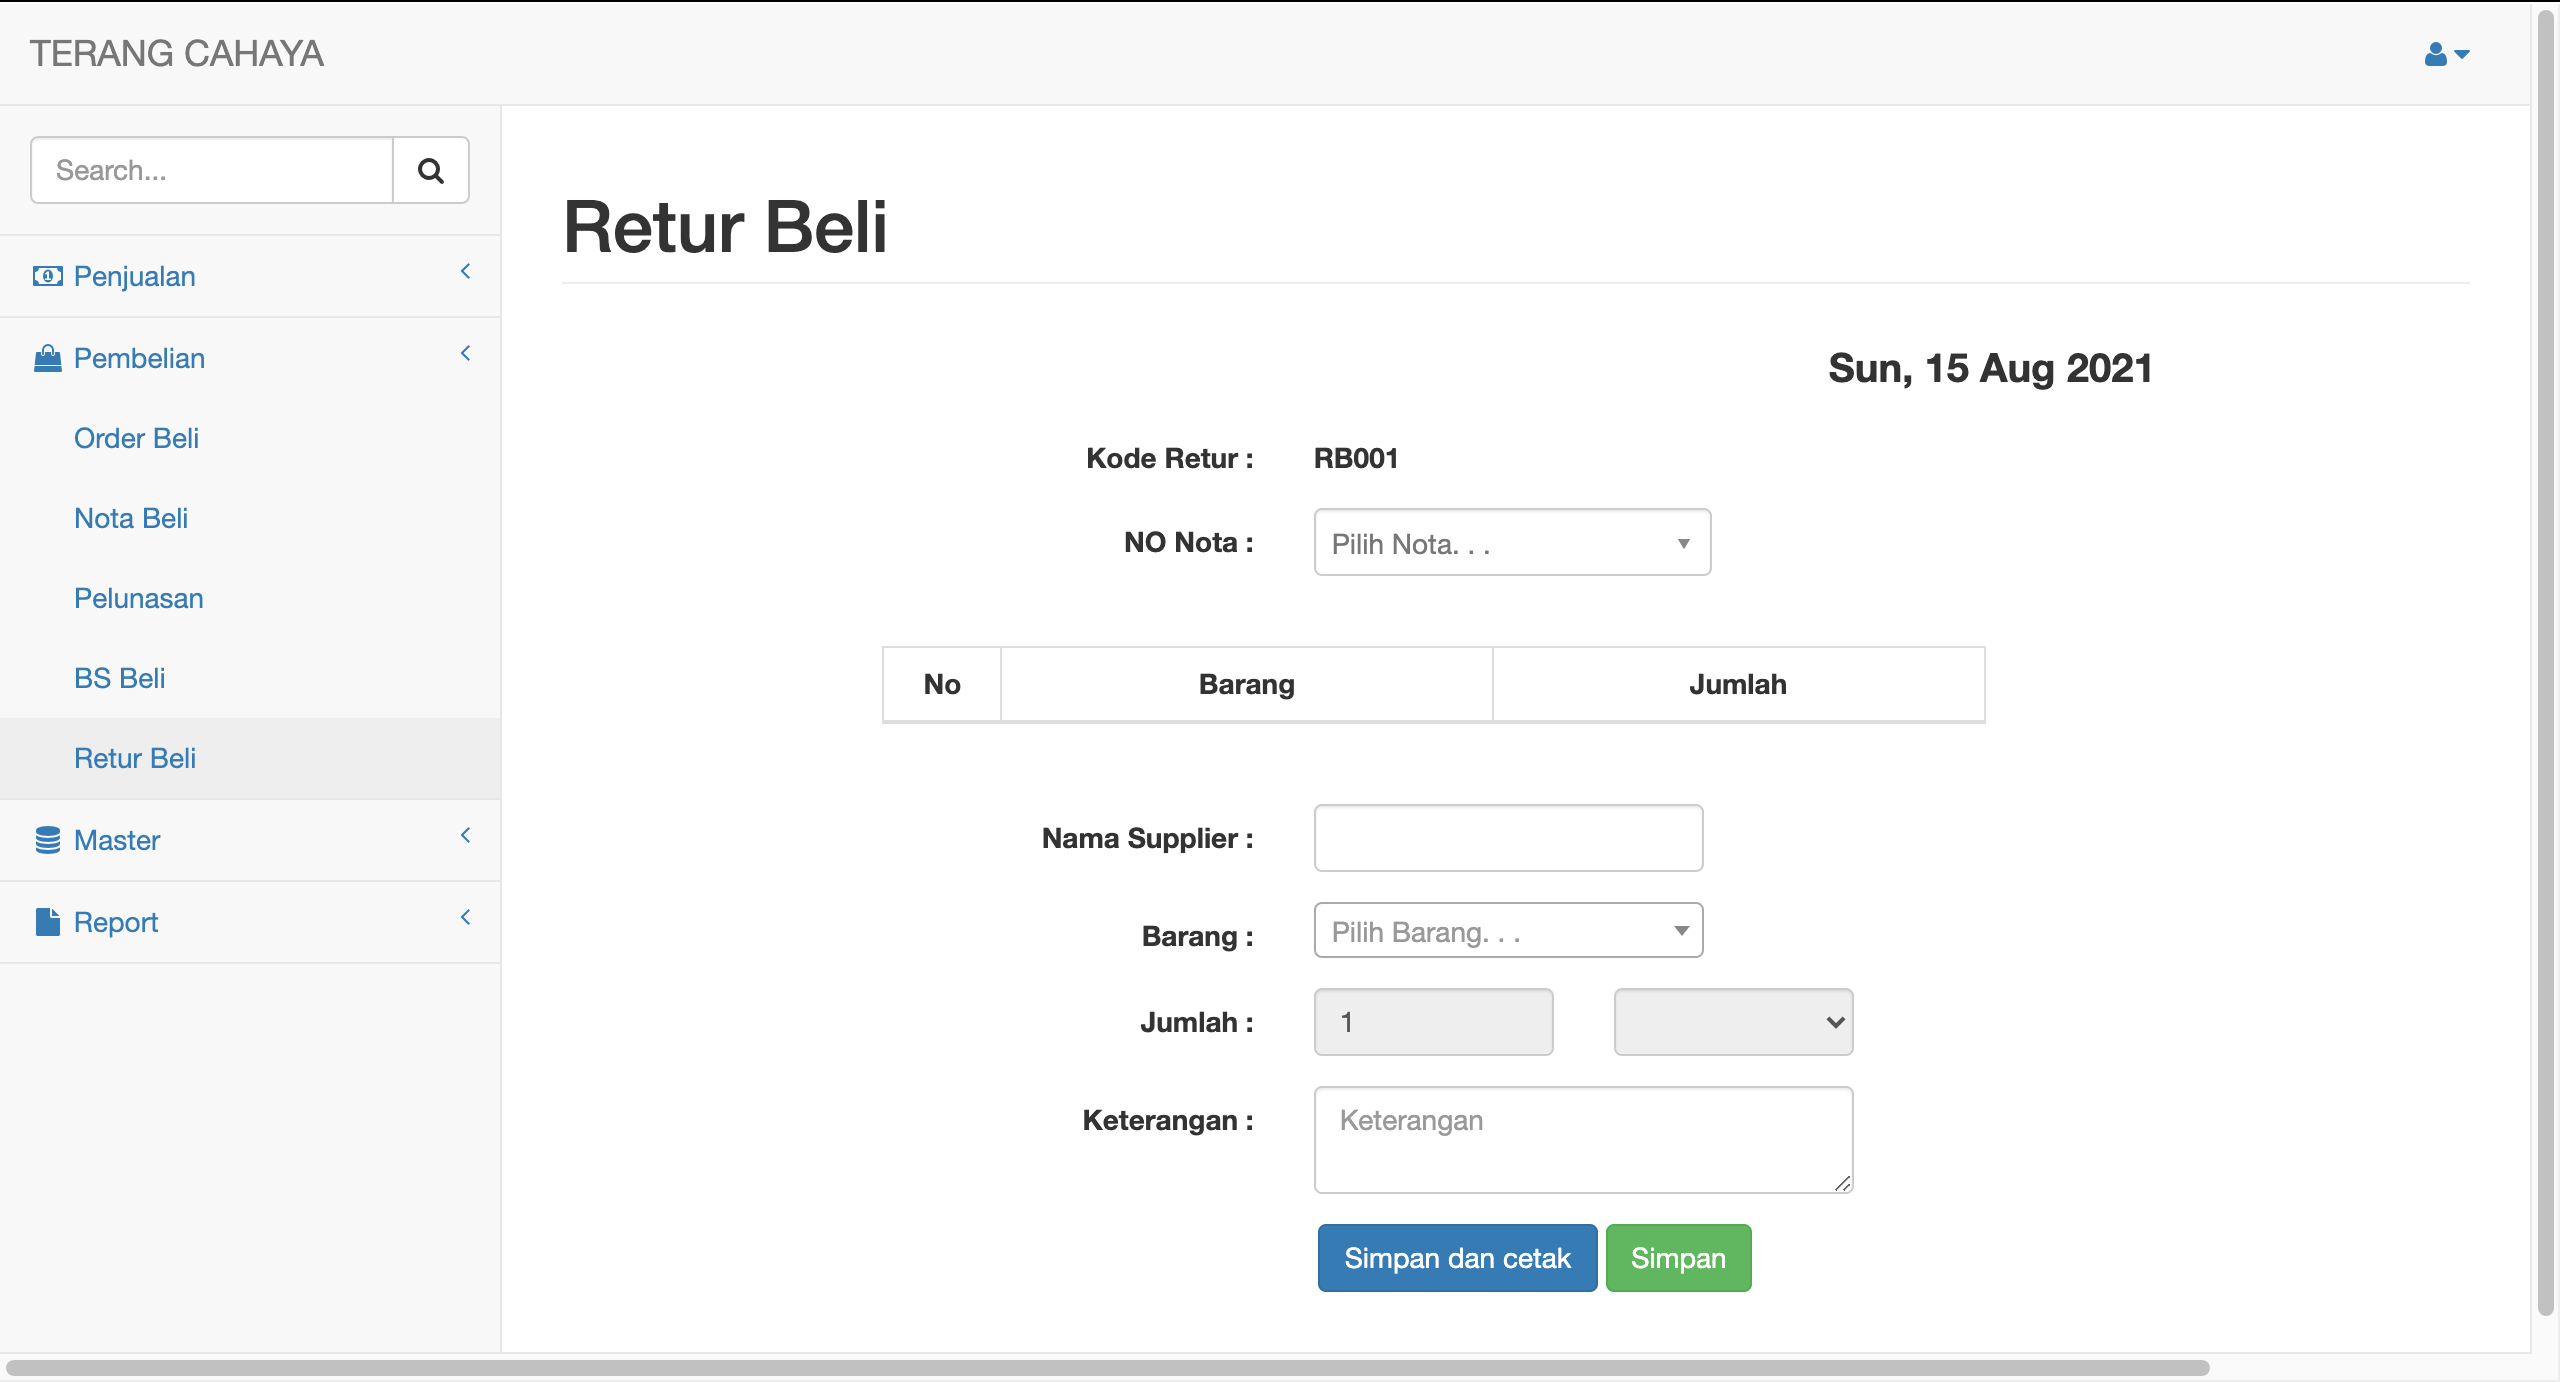 TERANG CAHAYA
Search...
Penjualan
Pembelian
Order Beli
Nota Beli
Pelunasan
BS Beli
Retur Beli
Master
Report
Retur Beli
Sun, 15 Aug 2021
Kode Retur : RB001
NO Nota : Pilih Nota. . .
No Barang Jumlah
Nama Supplier :
Barang : Pilih Barang. . .
Jumlah : 1
Keterangan : Keterangan
Simpan dan cetak Simpan